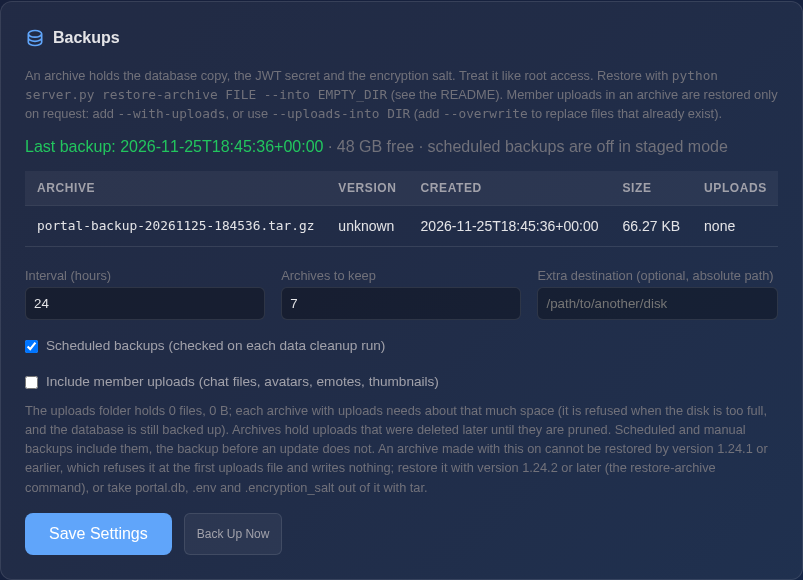 Backups
An archive holds the database copy, the JWT secret and the encryption salt. Treat it like root access. Restore with python
server.py restore-archive FILE --into EMPTY_DIR (see the README). Member uploads in an archive are restored only
on request: add --with-uploads, or use --uploads-into DIR (add --overwrite to replace files that already exist).
Last backup: 2026-11-25T18:45:36+00:00 · 48 GB free · scheduled backups are off in staged mode
ARCHIVE VERSION CREATED SIZE UPLOADS
portal-backup-20261125-184536.tar.gz unknown 2026-11-25T18:45:36+00:00 66.27 KB none
Interval (hours) Archives to keep Extra destination (optional, absolute path)
24 7 /path/to/another/disk
Scheduled backups (checked on each data cleanup run)
Include member uploads (chat files, avatars, emotes, thumbnails)
The uploads folder holds 0 files, 0 B; each archive with uploads needs about that much space (it is refused when the disk is too full,
and the database is still backed up). Archives hold uploads that were deleted later until they are pruned. Scheduled and manual
backups include them, the backup before an update does not. An archive made with this on cannot be restored by version 1.24.1 or
earlier, which refuses it at the first uploads file and writes nothing; restore it with version 1.24.2 or later (the restore-archive
command), or take portal.db, .env and .encryption_salt out of it with tar.
Save Settings Back Up Now